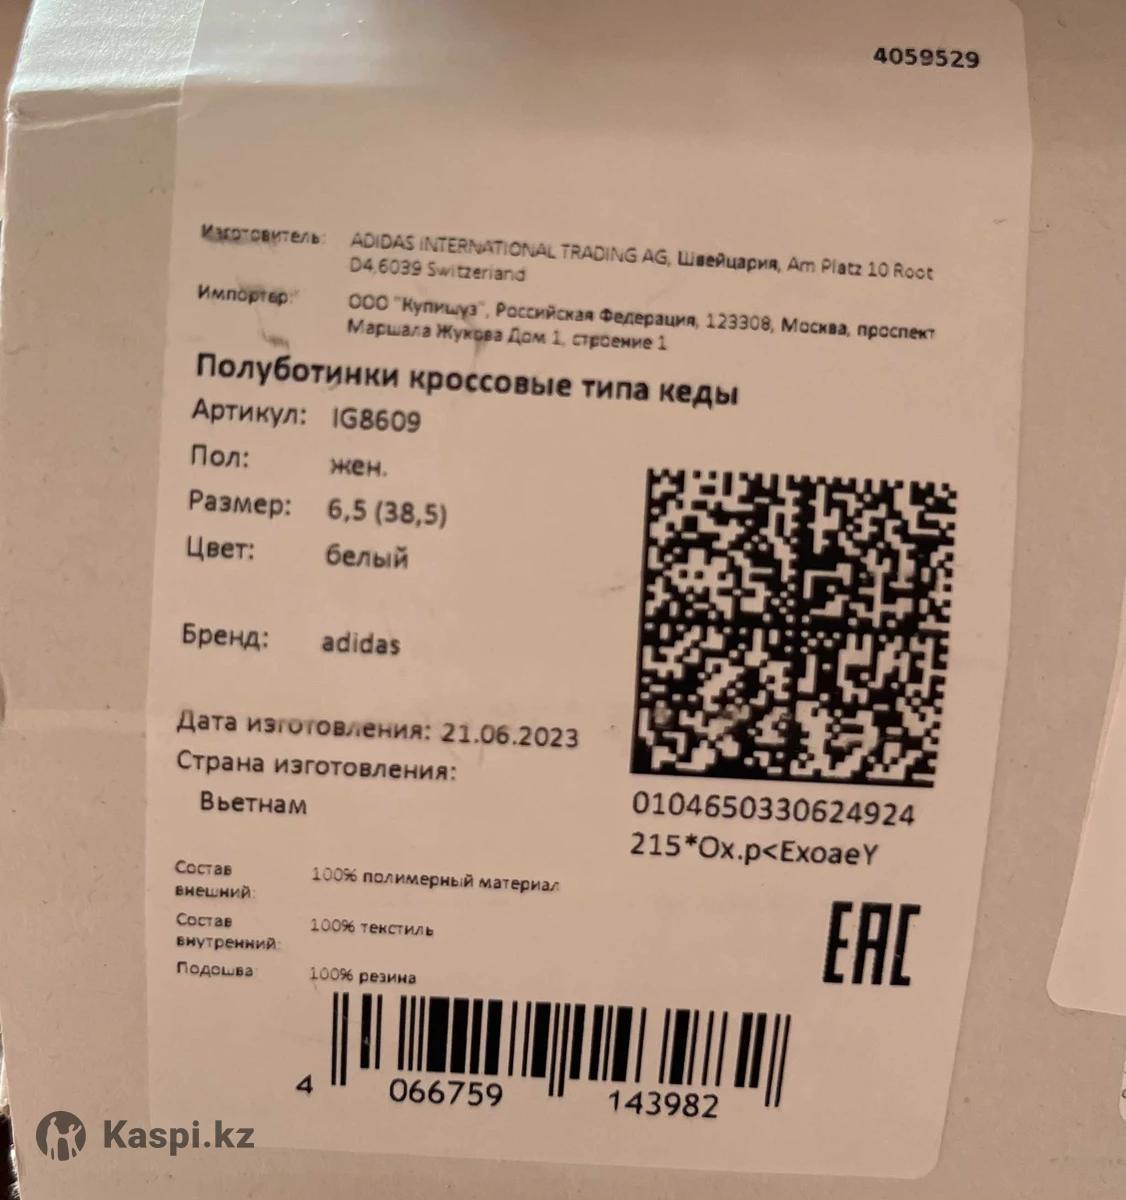 4059529
Изготовитель: ADIDAS INTERNATIONAL TRADING AG, Швейцария, Am Platz 10 Root
D4,6039 Switzerland
Импортер: ООО "Купишуз", Российская Федерация, 123308, Москва, проспект
Маршала Жукова Дом 1, строение 1
Полуботинки кроссовые типа кеды
Артикул: IG8609
Пол: жен.
Размер: 6,5 (38,5)
Цвет: белый
Бренд: adidas
Дата изготовления: 21.06.2023
Страна изготовления:
Вьетнам
0104650330624924
215*Ox.p<ExoaeY
Состав внешний: 100% полимерный материал
Состав внутренний: 100% текстиль
Подошва: 100% резина
EAC
4 066759 143982
Kaspi.kz